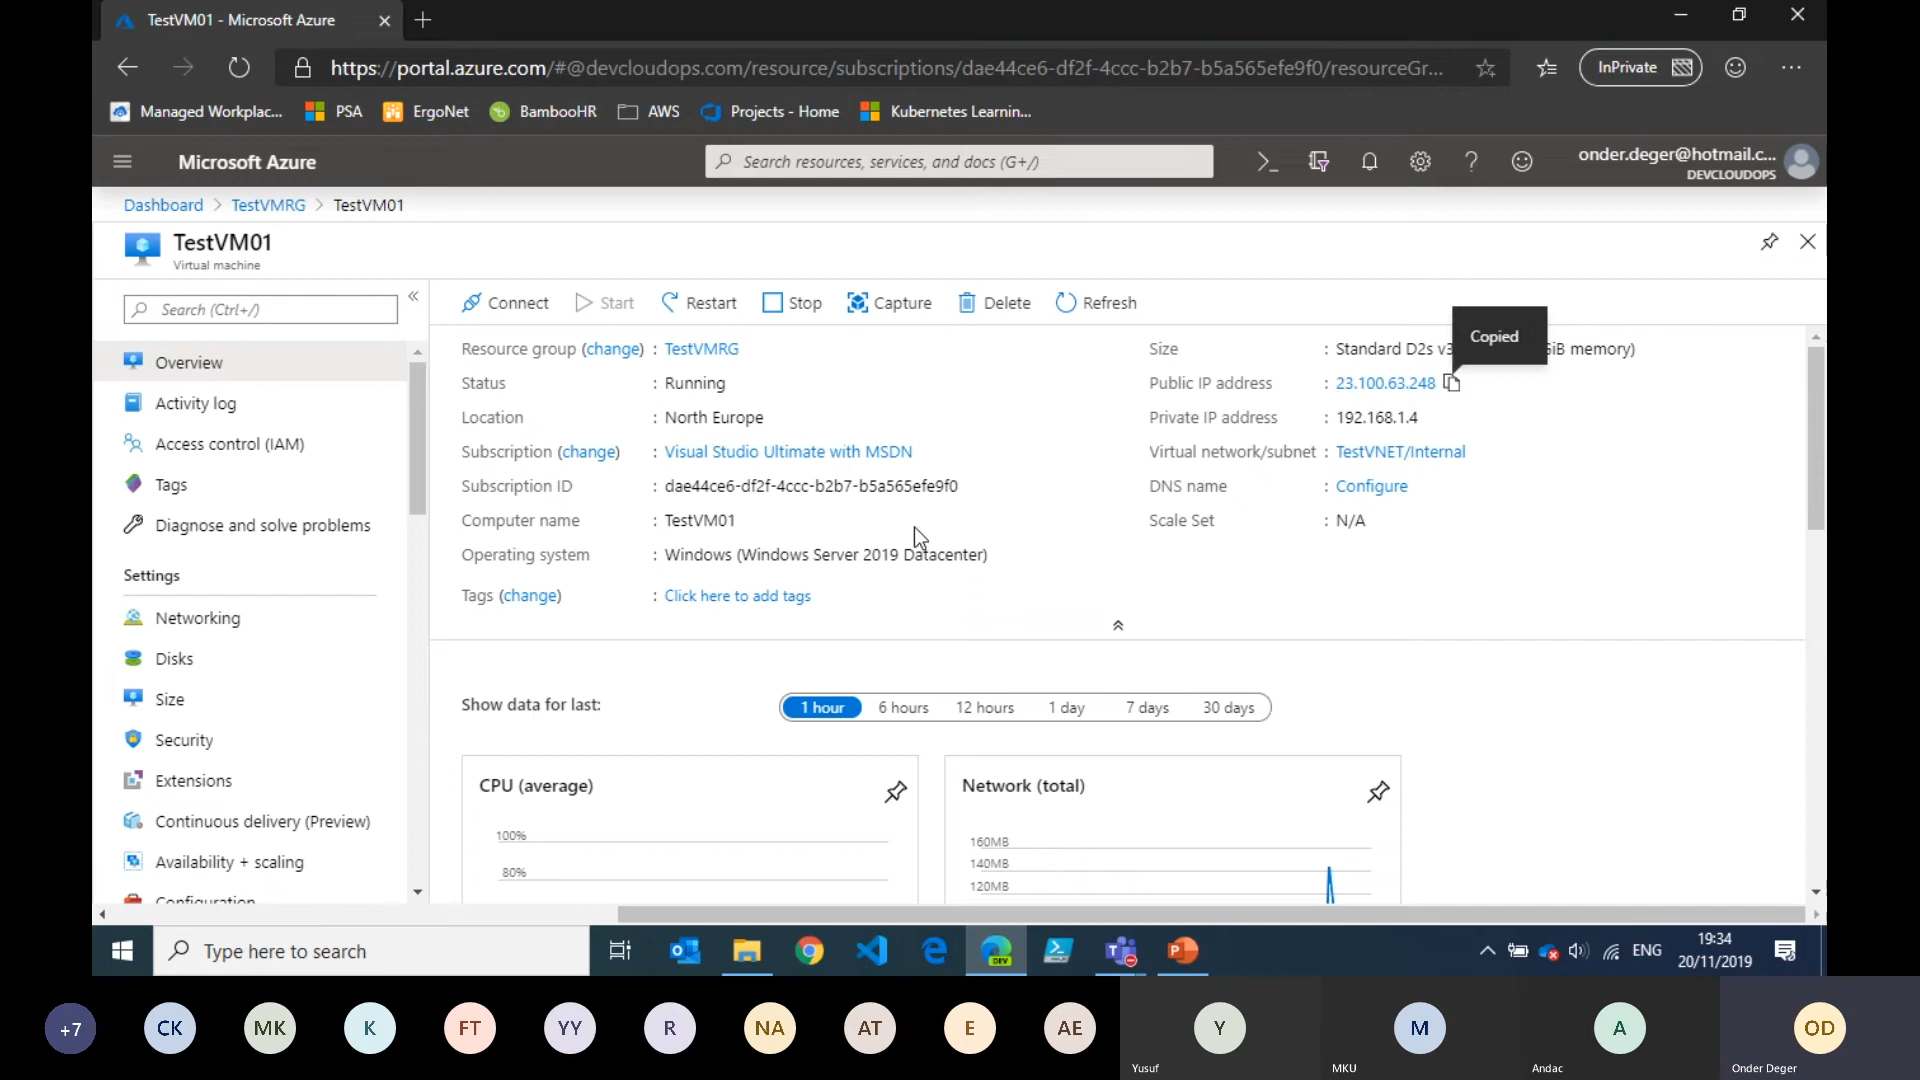 TestVM01 - Microsoft Azure
https://portal.azure.com/#@devcloudops.com/resource/subscriptions/dae44ce6-df2f-4ccc-b2b7-b5a565efe9f0/resourceGr...
InPrivate
Managed Workplac...
PSA
ErgoNet
BambooHR
AWS
Projects - Home
Kubernetes Learnin...
Microsoft Azure
Search resources, services, and docs (G+/)
onder.deger@hotmail.c...
DEVCLOUDOPS
Dashboard > TestVMRG > TestVM01
TestVM01
Virtual machine
Search (Ctrl+/)
Overview
Activity log
Access control (IAM)
Tags
Diagnose and solve problems
Settings
Networking
Disks
Size
Security
Extensions
Continuous delivery (Preview)
Availability + scaling
Configuration
Connect
Start
Restart
Stop
Capture
Delete
Refresh
Resource group (change) : TestVMRG
Status : Running
Location : North Europe
Subscription (change) : Visual Studio Ultimate with MSDN
Subscription ID : dae44ce6-df2f-4ccc-b2b7-b5a565efe9f0
Computer name : TestVM01
Operating system : Windows (Windows Server 2019 Datacenter)
Tags (change) : Click here to add tags
Copied
Size : Standard D2s v3 GiB memory)
Public IP address : 23.100.63.248
Private IP address : 192.168.1.4
Virtual network/subnet : TestVNET/Internal
DNS name : Configure
Scale Set : N/A
Show data for last:
1 hour
6 hours
12 hours
1 day
7 days
30 days
CPU (average)
100%
80%
Network (total)
160MB
140MB
120MB
Type here to search
DEV
ENG
19:34
20/11/2019
+7
CK
MK
K
FT
YY
R
NA
AT
E
AE
Y
Yusuf
M
MKU
A
Andac
OD
Onder Deger